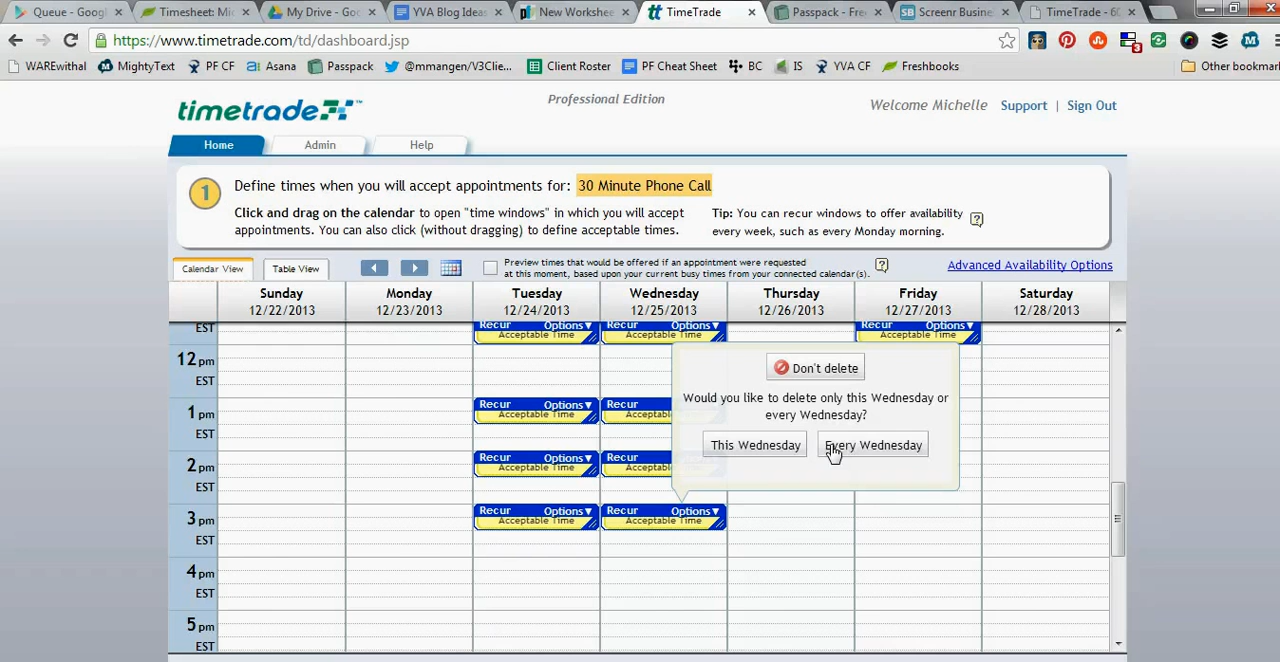 Queue - Googl
Timesheet: Mic
My Drive - Goo
YVA Blog Ideas
New Workshee
TimeTrade
Passpack - Free
Screenr Busine
TimeTrade - 60
https://www.timetrade.com/td/dashboard.jsp
3
WAREwithal
MightyText
PF CF
Asana
Passpack
@nmnangen/V3Clie...
Client Roster
PF Cheat Sheet
BC
IS
YVA CF
Freshbooks
Other bookmar
timetrade
Professional Edition
Welcome Michelle Support | Sign Out
Home
Admin
Help
1
Define times when you will accept appointments for: 30 Minute Phone Call
Click and drag on the calendar to open "time windows" in which you will accept
appointments. You can also click (without dragging) to define acceptable times.
Tip: You can recur windows to offer availability
every week, such as every Monday morning.
?
Calendar View
Table View
Preview times that would be offered if an appointment were requested
at this moment, based upon your current busy times from your connected calendar(s).
?
Advanced Availability Options
Sunday
12/22/2013
Monday
12/23/2013
Tuesday
12/24/2013
Wednesday
12/25/2013
Thursday
12/26/2013
Friday
12/27/2013
Saturday
12/28/2013
EST
Recur Options▼
Acceptable Time
Recur Options▼
Acceptable Time
Recur Options▼
Acceptable Time
12 pm
EST
Don't delete
Would you like to delete only this Wednesday or
every Wednesday?
This Wednesday
Every Wednesday
1 pm
EST
Recur Options▼
Acceptable Time
Recur
Acceptable
2 pm
EST
Recur Options▼
Acceptable Time
Recur
Acceptable
3 pm
EST
Recur Options▼
Acceptable Time
Recur Options▼
Acceptable Time
4 pm
EST
5 pm
EST